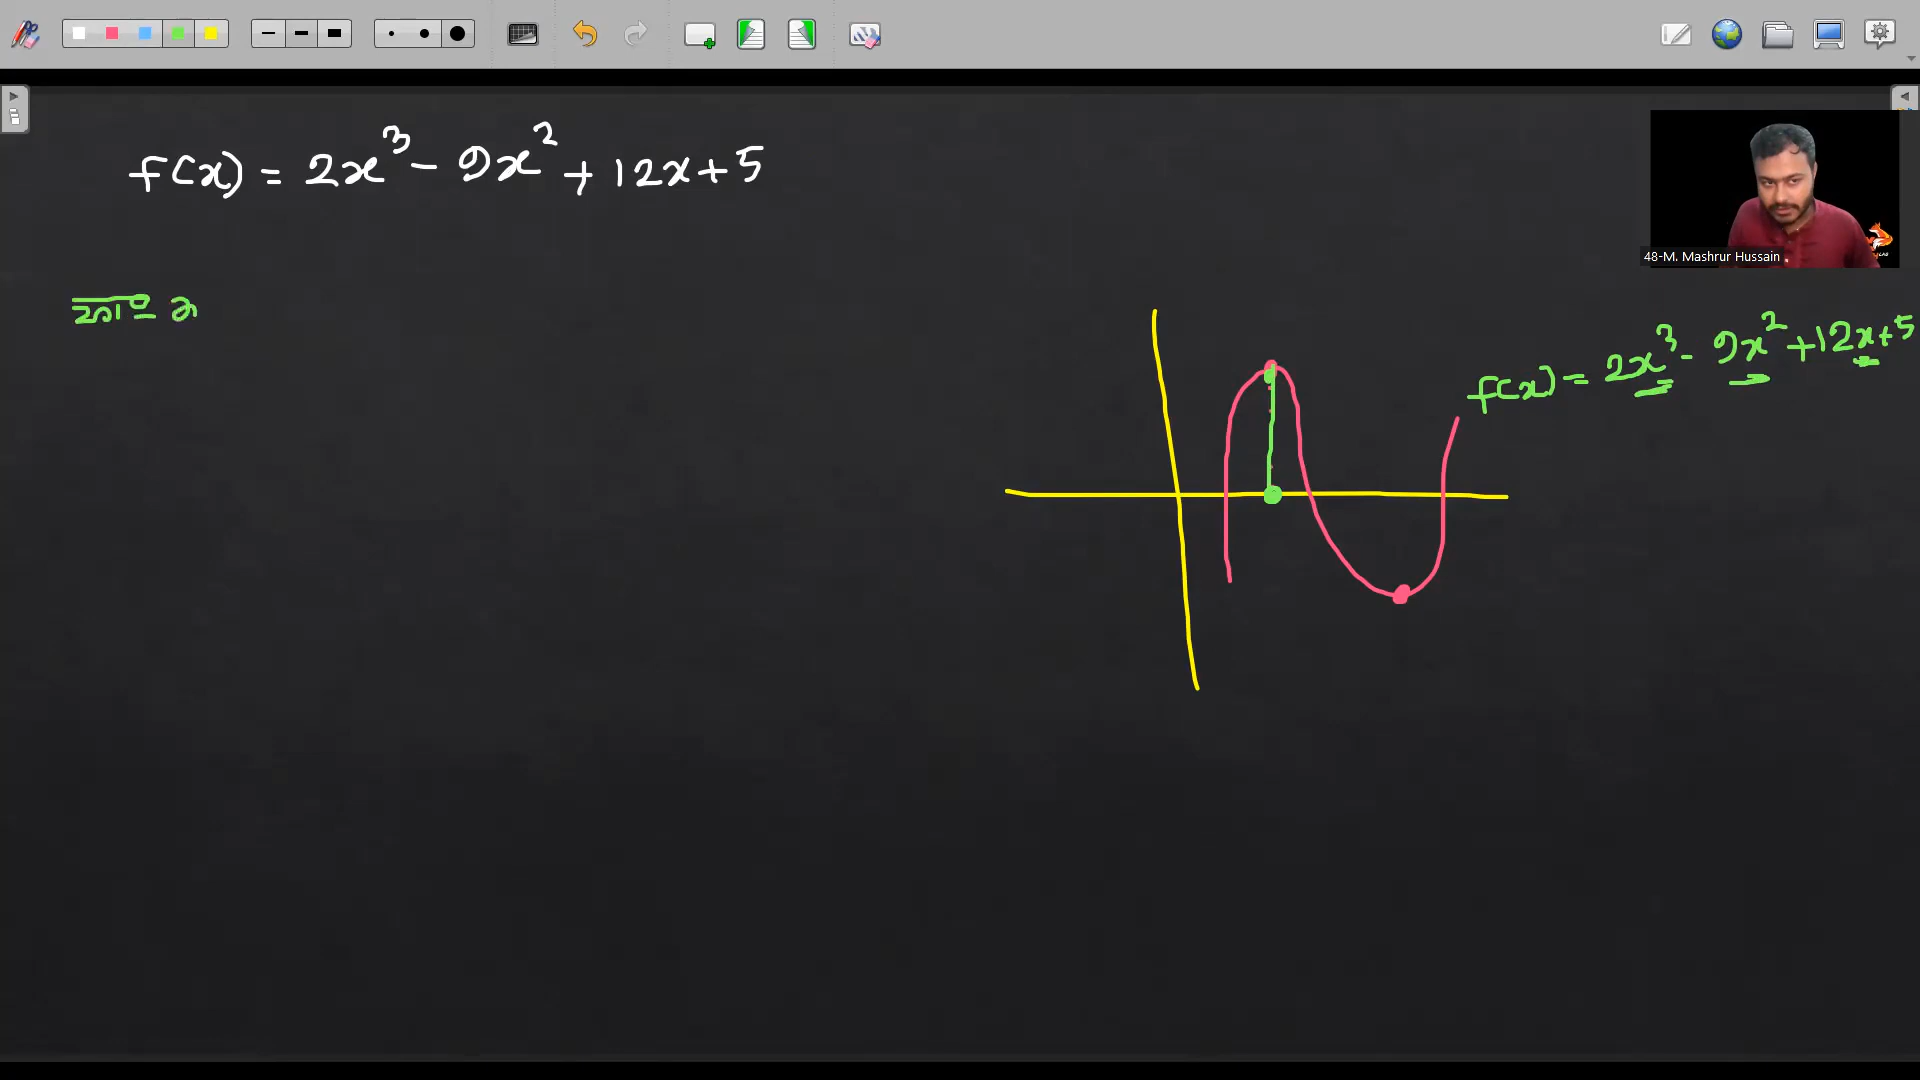 f(x) = 2x³ - 9x² + 12x + 5
48-M. Mashrur Hussain
f(x) = 2x³ - 9x² + 12x + 5